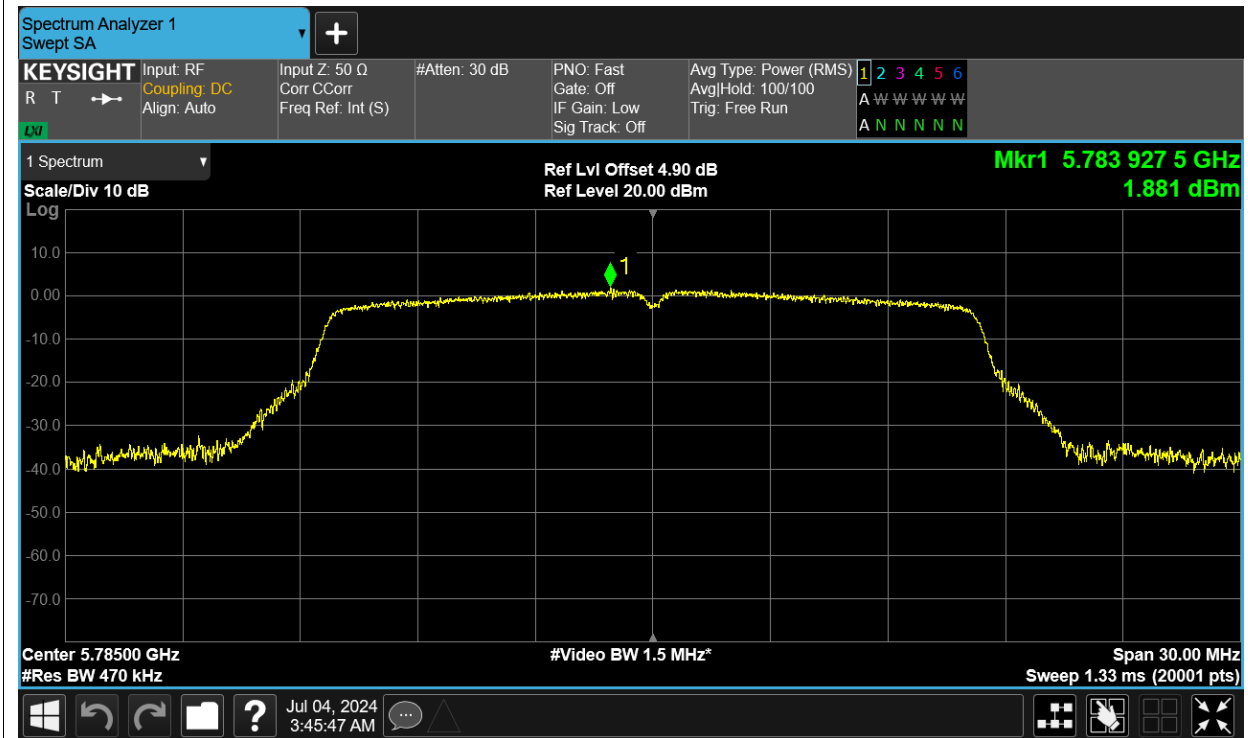 Spectrum Analyzer 1
Swept SA
KEYSIGHT Input: RF Input Z: 50 Ω #Atten: 30 dB PNO: Fast Avg Type: Power (RMS) 1 2 3 4 5 6
R T Coupling: DC Corr CCorr Gate: Off Avg|Hold: 100/100 A W W W W W
Align: Auto Freq Ref: Int (S) IF Gain: Low Trig: Free Run
LXI Sig Track: Off A N N N N N
1 Spectrum Ref Lvl Offset 4.90 dB Mkr1 5.783 927 5 GHz
Scale/Div 10 dB Ref Level 20.00 dBm 1.881 dBm
Log
10.0
1
0.00
-10.0
-20.0
-30.0
-40.0
-50.0
-60.0
-70.0
Center 5.78500 GHz #Video BW 1.5 MHz* Span 30.00 MHz
#Res BW 470 kHz Sweep 1.33 ms (20001 pts)
? Jul 04, 2024
3:45:47 AM